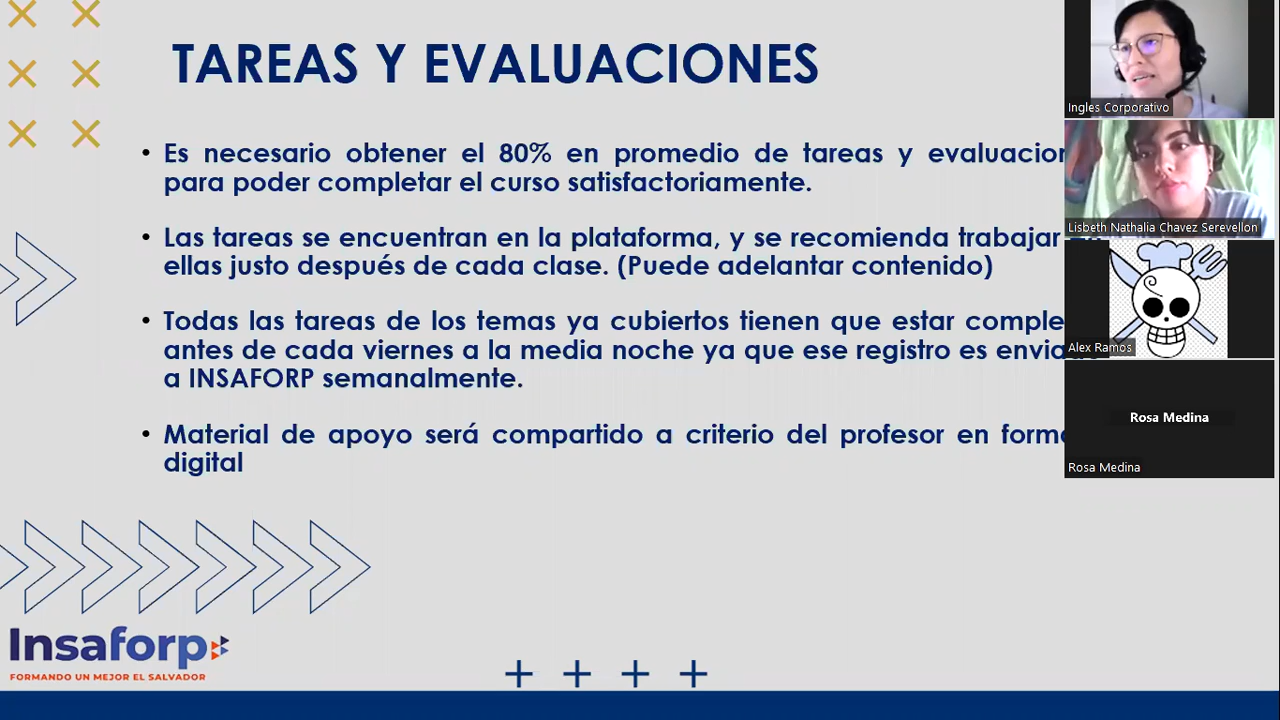 TAREAS Y EVALUACIONES
• Es necesario obtener el 80% en promedio de tareas y
para poder completar el curso satisfactoriamente.
• Las tareas se encuentran en la plataforma, y se recomienda trabajar
ellas justo después de cada clase. (Puede adelantar contenido)
• Todas las tareas de los temas ya cubiertos tienen que estar
antes de cada viernes a la media noche ya que ese registro es
a INSAFORP semanalmente.
• Material de apoyo será compartido a criterio del profesor en
digital
Insaforp
FORMANDO UN MEJOR EL SALVADOR
Ingles Corporativo
Lisbeth Nathalia Chavez Serevellon
Alex Ramos
Rosa Medina
Rosa Medina